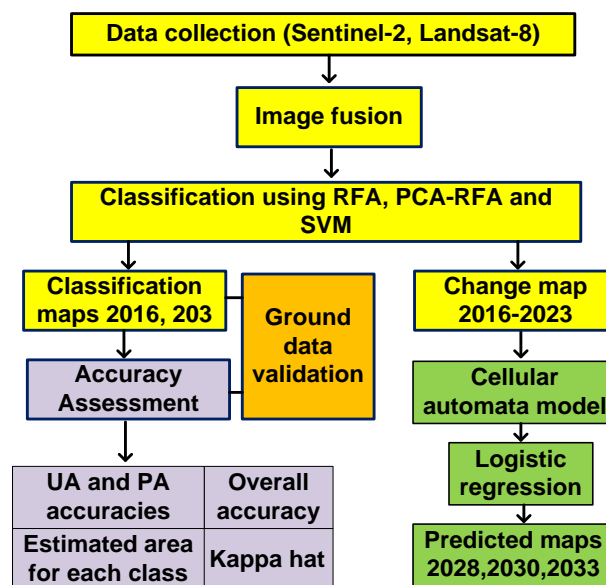 Data collection (Sentinel-2, Landsat-8)
Image fusion
Classification using RFA, PCA-RFA and
SVM
Classification
maps 2016, 203
Ground
data
validation
Change map
2016-2023
Accuracy
Assessment
Cellular
automata model
Logistic
regression
UA and PA
accuracies
Overall
accuracy
Estimated area
for each class
Kappa hat
Predicted maps
2028,2030,2033